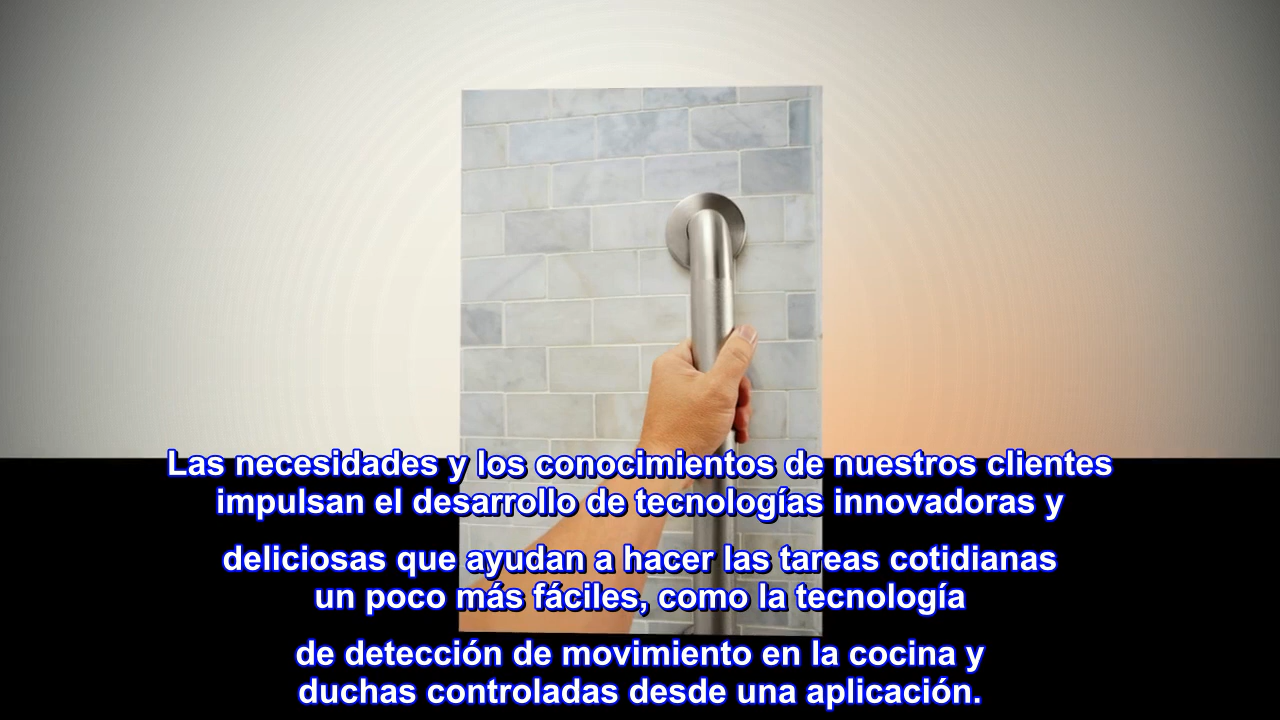 Las necesidades y los conocimientos de nuestros clientes
impulsan el desarrollo de tecnologías innovadoras y
deliciosas que ayudan a hacer las tareas cotidianas
un poco más fáciles, como la tecnología
de detección de movimiento en la cocina y
duchas controladas desde una aplicación.